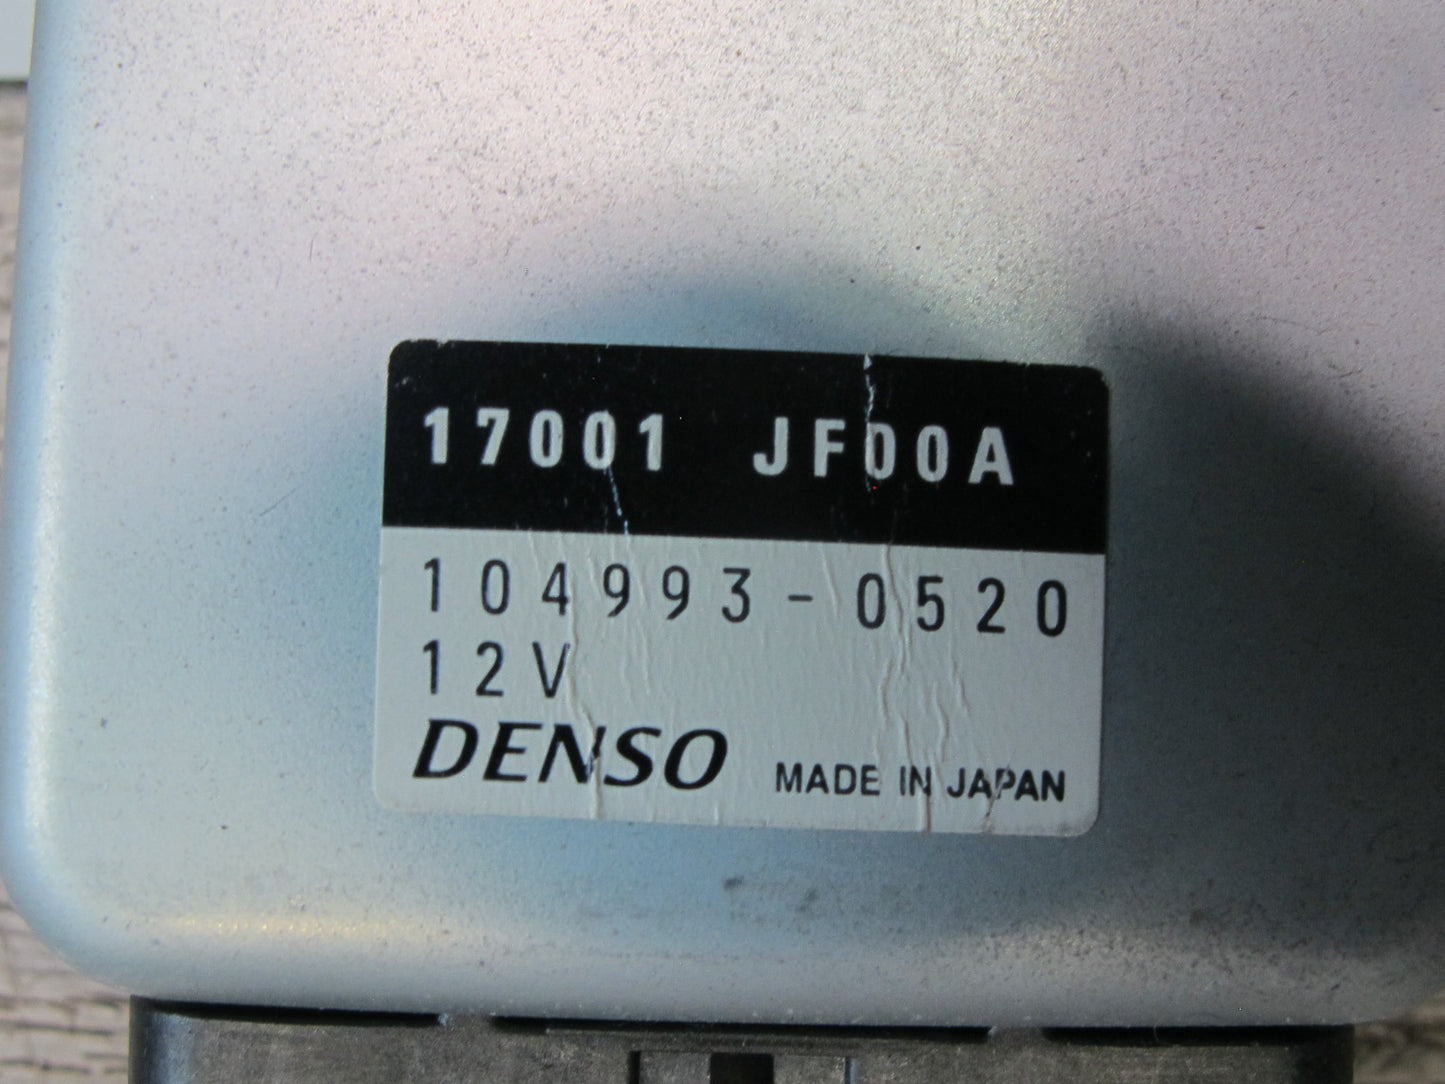 17001 JF00A
104993-0520
12V
DENSO MADE IN JAPAN